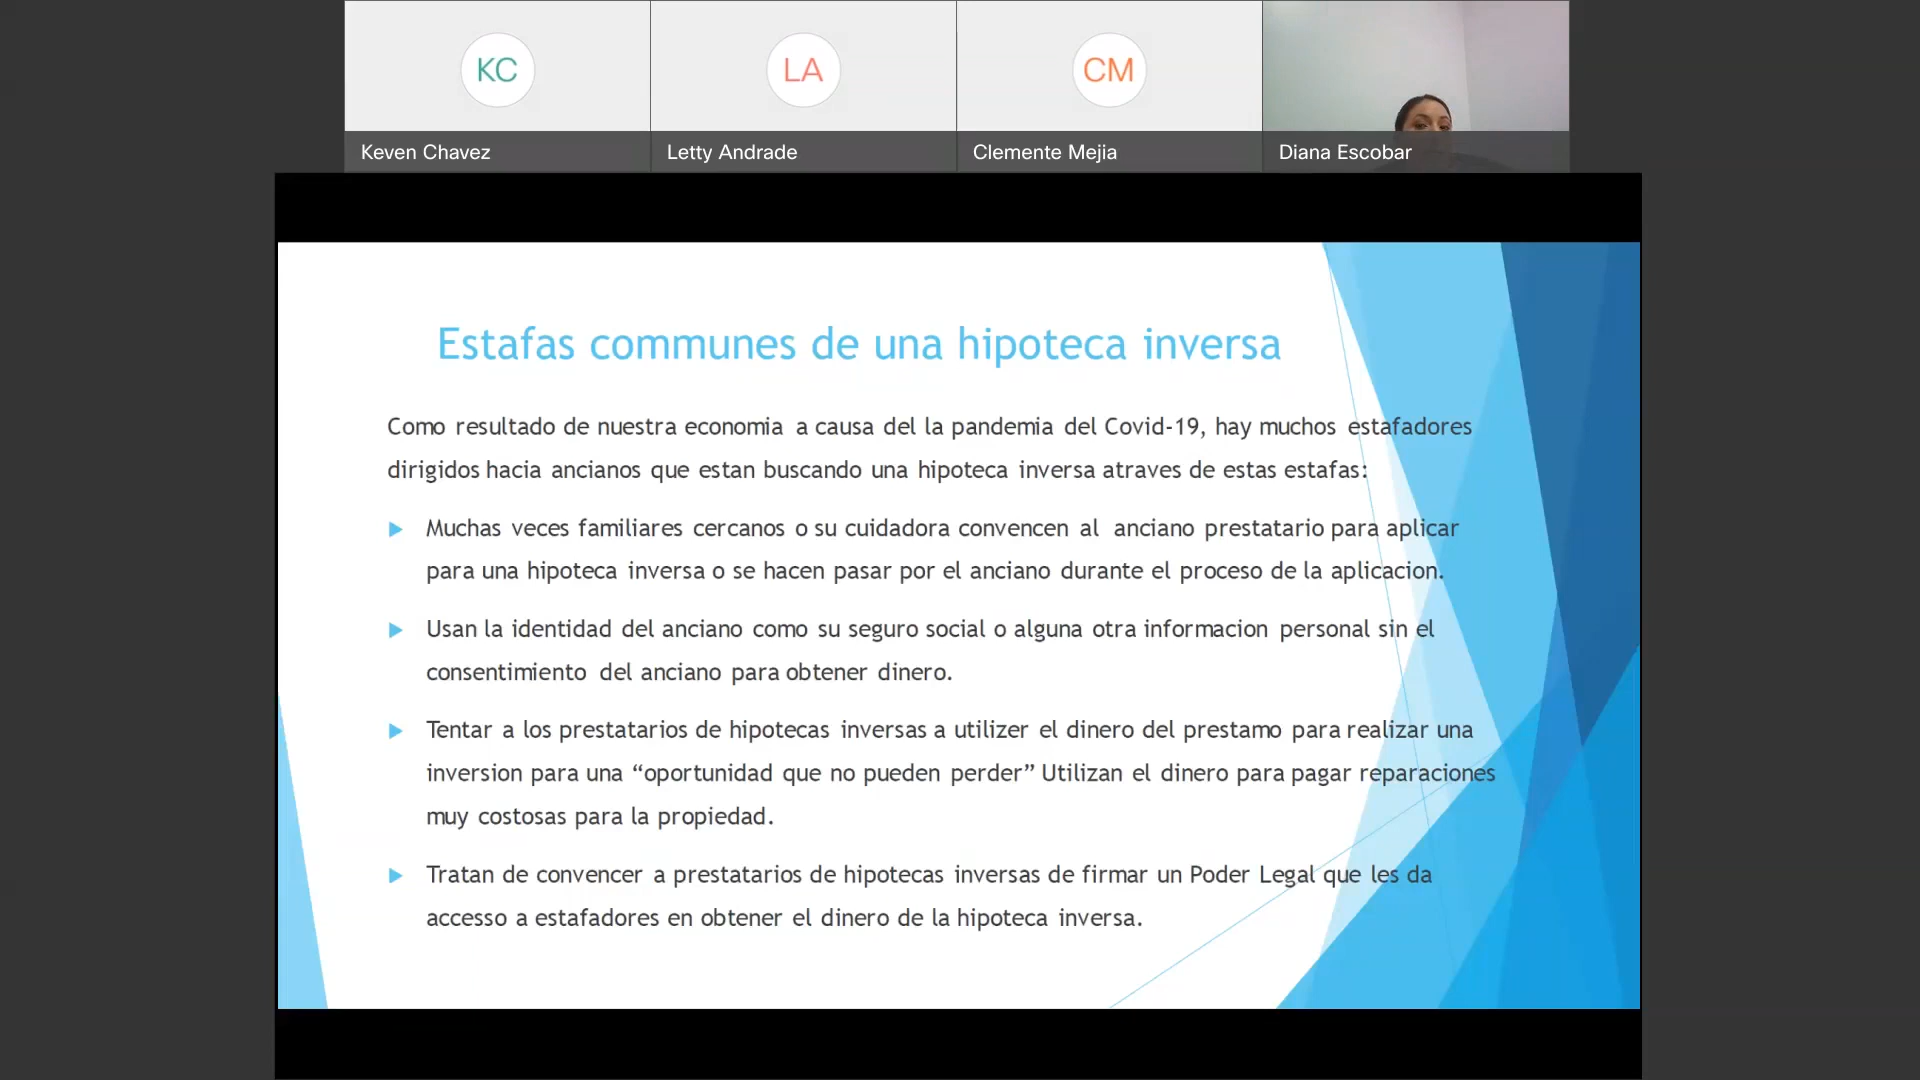 KC
LA
CM
Keven Chavez
Letty Andrade
Clemente Mejia
Diana Escobar
Estafas communes de una hipoteca inversa
Como resultado de nuestra economia a causa del la pandemia del Covid-19, hay muchos estafadores
dirigidos hacia ancianos que estan buscando una hipoteca inversa atraves de estas estafas:
Muchas veces familiares cercanos o su cuidadora convencen al anciano prestatario para aplicar
para una hipoteca inversa o se hacen pasar por el anciano durante el proceso de la aplicacion.
Usan la identidad del anciano como su seguro social o alguna otra informacion personal sin el
consentimiento del anciano para obtener dinero.
Tentar a los prestatarios de hipotecas inversas a utilizer el dinero del prestamo para realizar una
inversion para una “oportunidad que no pueden perder” Utilizan el dinero para pagar reparaciones
muy costosas para la propiedad.
Tratan de convencer a prestatarios de hipotecas inversas de firmar un Poder Legal que les da
accesso a estafadores en obtener el dinero de la hipoteca inversa.